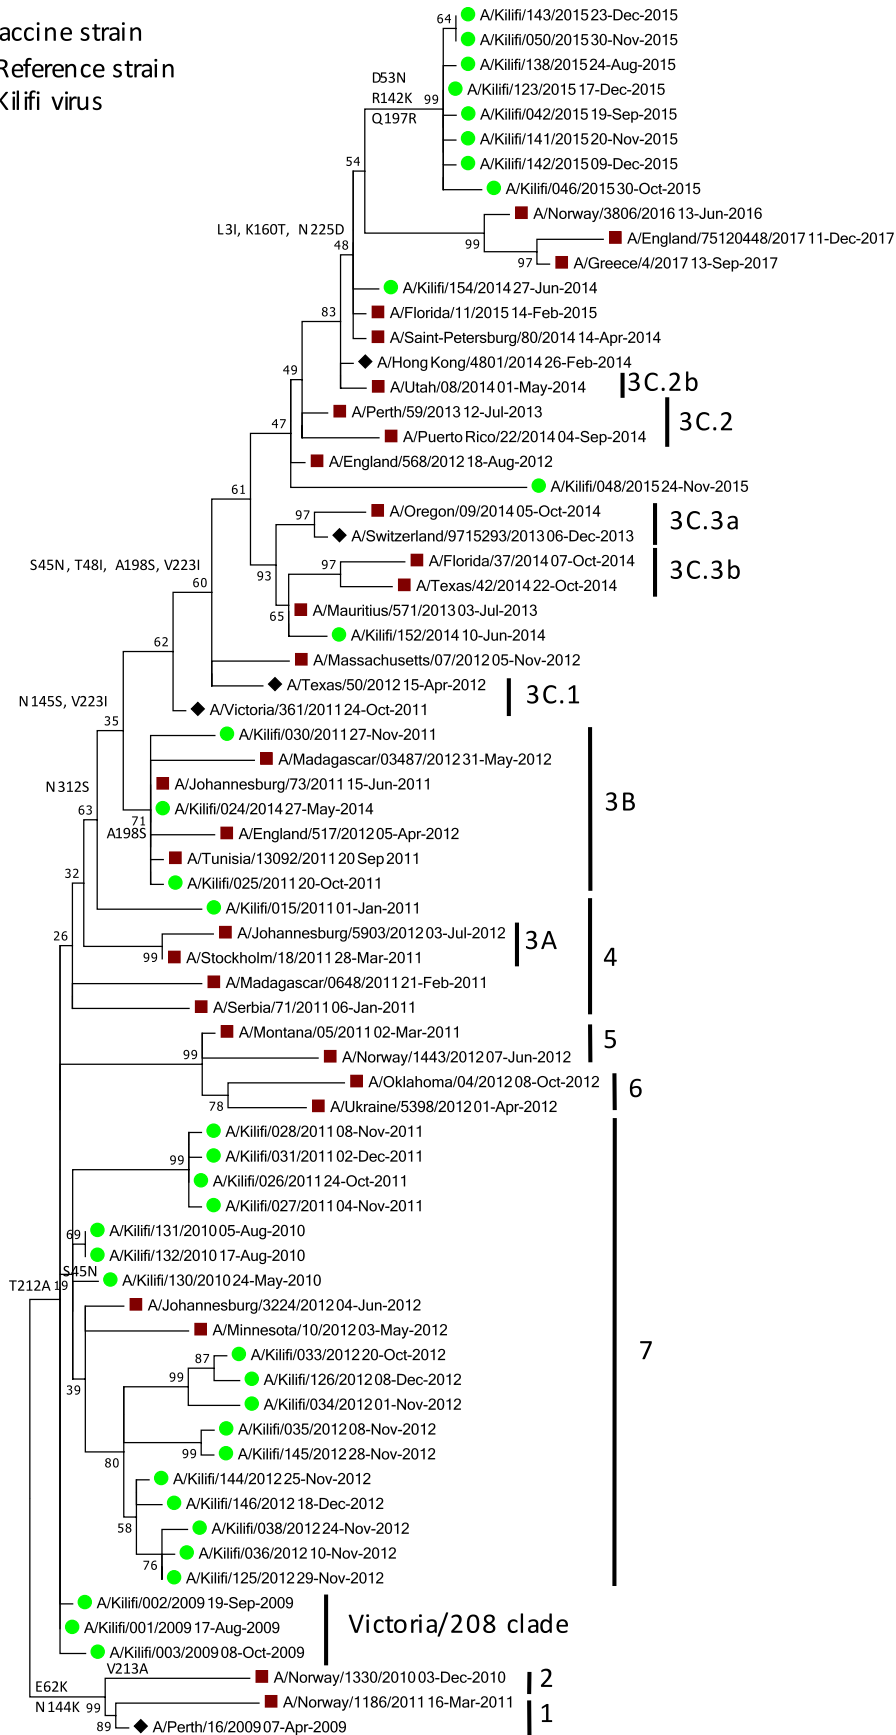 accine strain
Reference strain
Kilifi virus
64
A/Kilifi/143/2015 23-Dec-2015
A/Kilifi/050/2015 30-Nov-2015
A/Kilifi/138/2015 24-Aug-2015
D53N
R142K
Q197R
99
A/Kilifi/123/2015 17-Dec-2015
A/Kilifi/042/2015 19-Sep-2015
A/Kilifi/141/2015 20-Nov-2015
A/Kilifi/142/2015 09-Dec-2015
54
A/Kilifi/046/2015 30-Oct-2015
A/Norway/3806/2016 13-Jun-2016
L3I, K160T, N225D
99
A/England/75120448/2017 11-Dec-2017
48
97
A/Greece/4/2017 13-Sep-2017
A/Kilifi/154/2014 27-Jun-2014
83
A/Florida/11/2015 14-Feb-2015
A/Saint-Petersburg/80/2014 14-Apr-2014
A/Hong Kong/4801/2014 26-Feb-2014
49
A/Utah/08/2014 01-May-2014
3C.2b
A/Perth/59/2013 12-Jul-2013
3C.2
47
A/Puerto Rico/22/2014 04-Sep-2014
A/England/568/2012 18-Aug-2012
61
A/Kilifi/048/2015 24-Nov-2015
97
A/Oregon/09/2014 05-Oct-2014
3C.3a
A/Switzerland/9715293/2013 06-Dec-2013
S45N, T48I, A198S, V223I
93
97
A/Florida/37/2014 07-Oct-2014
3C.3b
60
A/Texas/42/2014 22-Oct-2014
65
A/Mauritius/571/2013 03-Jul-2013
62
A/Kilifi/152/2014 10-Jun-2014
A/Massachusetts/07/2012 05-Nov-2012
A/Texas/50/2012 15-Apr-2012
3C.1
N145S, V223I
A/Victoria/361/2011 24-Oct-2011
35
A/Kilifi/030/2011 27-Nov-2011
A/Madagascar/03487/2012 31-May-2012
N312S
A/Johannesburg/73/2011 15-Jun-2011
3B
63
A/Kilifi/024/2014 27-May-2014
71
A198S
A/England/517/2012 05-Apr-2012
A/Tunisia/13092/2011 20 Sep 2011
32
A/Kilifi/025/2011 20-Oct-2011
A/Kilifi/015/2011 01-Jan-2011
26
A/Johannesburg/5903/2012 03-Jul-2012
3A
99
A/Stockholm/18/2011 28-Mar-2011
4
A/Madagascar/0648/2011 21-Feb-2011
A/Serbia/71/2011 06-Jan-2011
A/Montana/05/2011 02-Mar-2011
5
99
A/Norway/1443/2012 07-Jun-2012
A/Oklahoma/04/2012 08-Oct-2012
6
78
A/Ukraine/5398/2012 01-Apr-2012
A/Kilifi/028/2011 08-Nov-2011
99
A/Kilifi/031/2011 02-Dec-2011
A/Kilifi/026/2011 24-Oct-2011
A/Kilifi/027/2011 04-Nov-2011
69
A/Kilifi/131/2010 05-Aug-2010
A/Kilifi/132/2010 17-Aug-2010
S45N
T212A 19
A/Kilifi/130/2010 24-May-2010
A/Johannesburg/3224/2012 04-Jun-2012
A/Minnesota/10/2012 03-May-2012
7
87
A/Kilifi/033/2012 20-Oct-2012
99
A/Kilifi/126/2012 08-Dec-2012
39
A/Kilifi/034/2012 01-Nov-2012
A/Kilifi/035/2012 08-Nov-2012
99
A/Kilifi/145/2012 28-Nov-2012
80
A/Kilifi/144/2012 25-Nov-2012
A/Kilifi/146/2012 18-Dec-2012
58
A/Kilifi/038/2012 24-Nov-2012
A/Kilifi/036/2012 10-Nov-2012
76
A/Kilifi/125/2012 29-Nov-2012
A/Kilifi/002/2009 19-Sep-2009
A/Kilifi/001/2009 17-Aug-2009
Victoria/208 clade
A/Kilifi/003/2009 08-Oct-2009
V213A
A/Norway/1330/2010 03-Dec-2010
2
E62K
N144K
99
A/Norway/1186/2011 16-Mar-2011
1
89
A/Perth/16/2009 07-Apr-2009